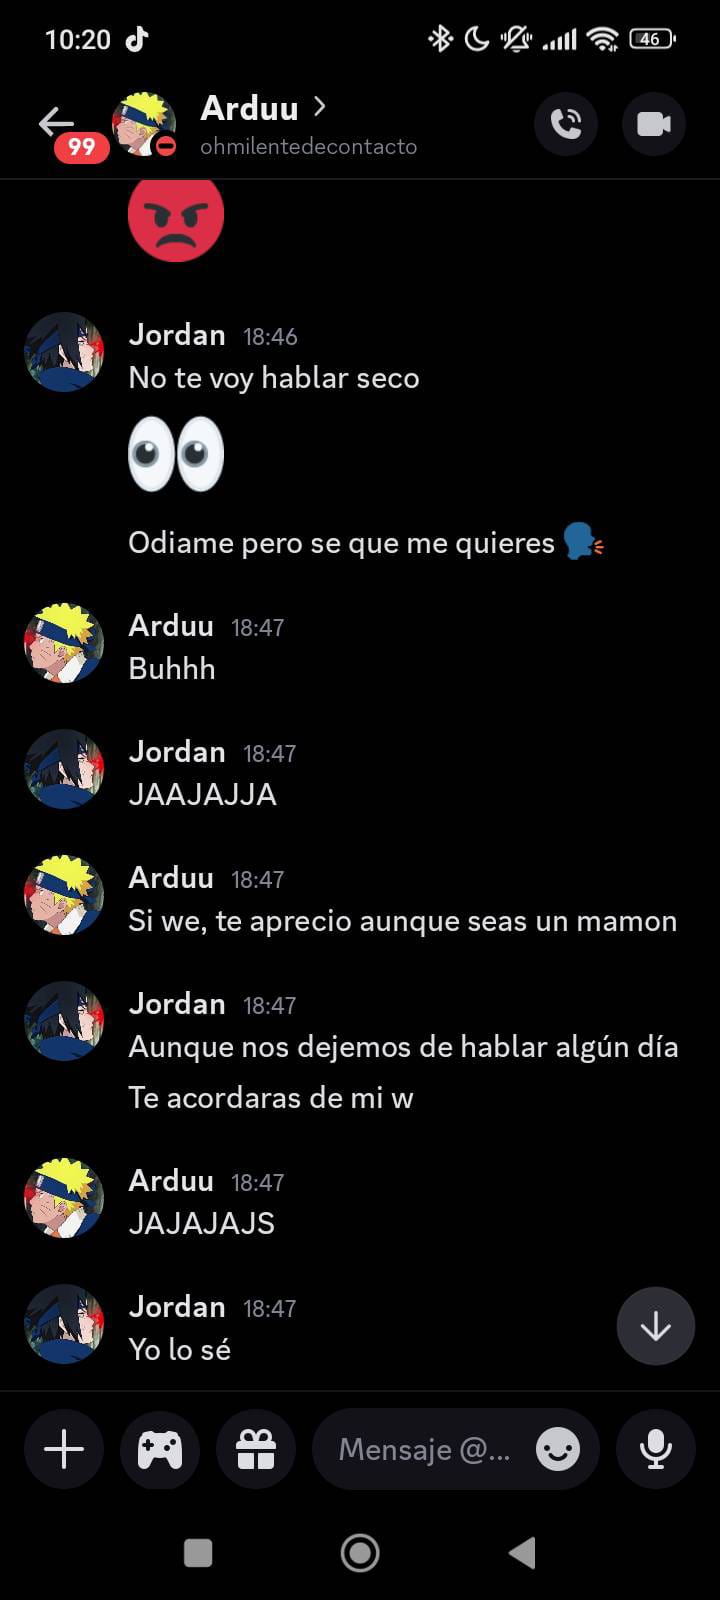 10:20
46
99
Arduu
ohmilentedecontacto
Jordan 18:46
No te voy hablar seco
Odiame pero se que me quieres
Arduu 18:47
Buhhh
Jordan 18:47
JAAJAJJA
Arduu 18:47
Si we, te aprecio aunque seas un mamon
Jordan 18:47
Aunque nos dejemos de hablar algún día
Te acordaras de mi w
Arduu 18:47
JAJAJAJS
Jordan 18:47
Yo lo sé
Mensaje @...